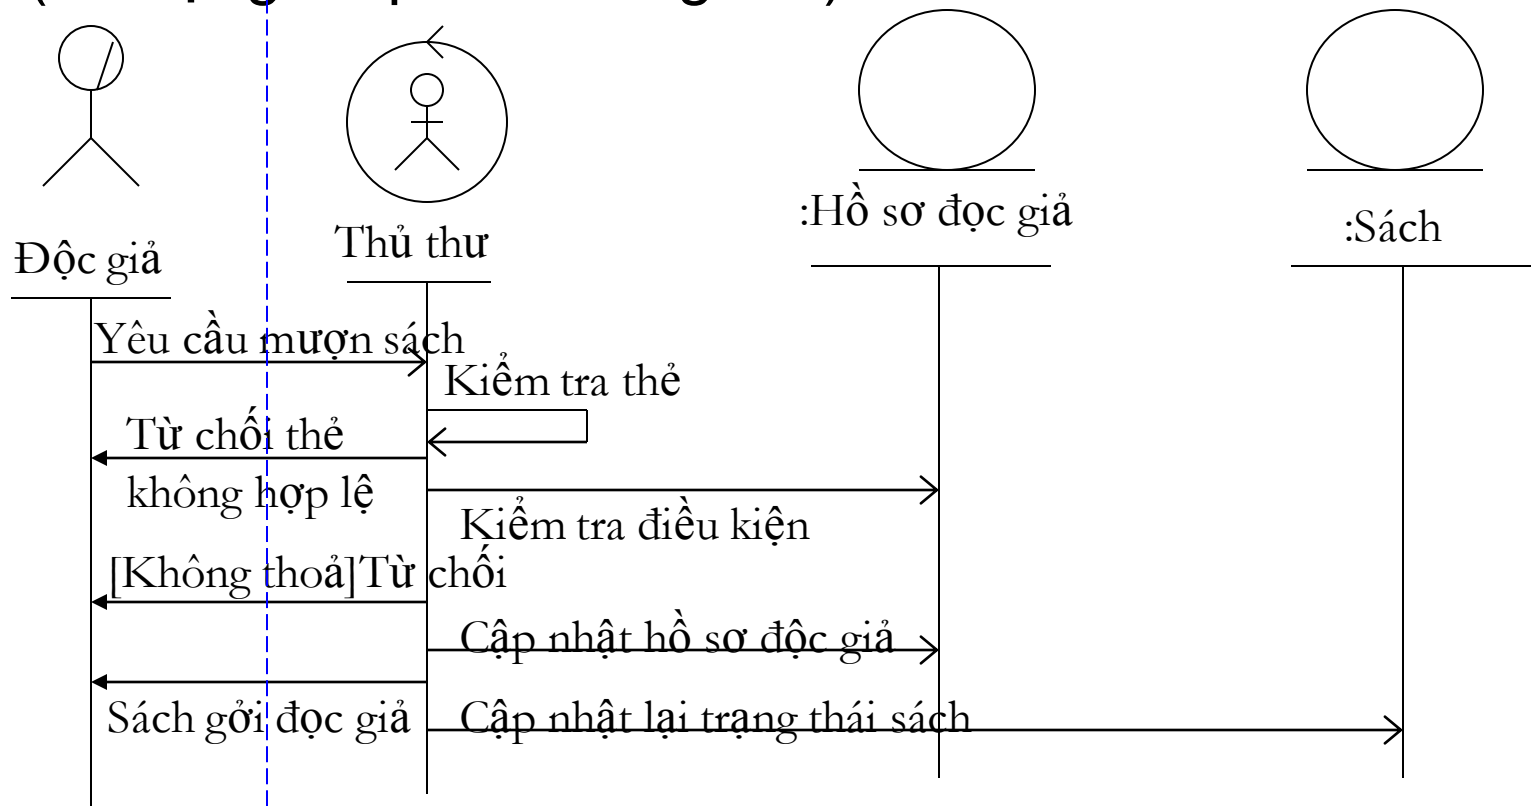 :Hồ sơ đọc giả
:Sách
Thủ thư
Độc giả
Yêu cầu mượn sách
Kiểm tra thẻ
Từ chối thẻ
không hợp lệ
Kiểm tra điều kiện
[Không thoả]Từ chối
Cập nhật hồ sơ độc giả
Sách gởi đọc giả
Cập nhật lại trạng thái sách